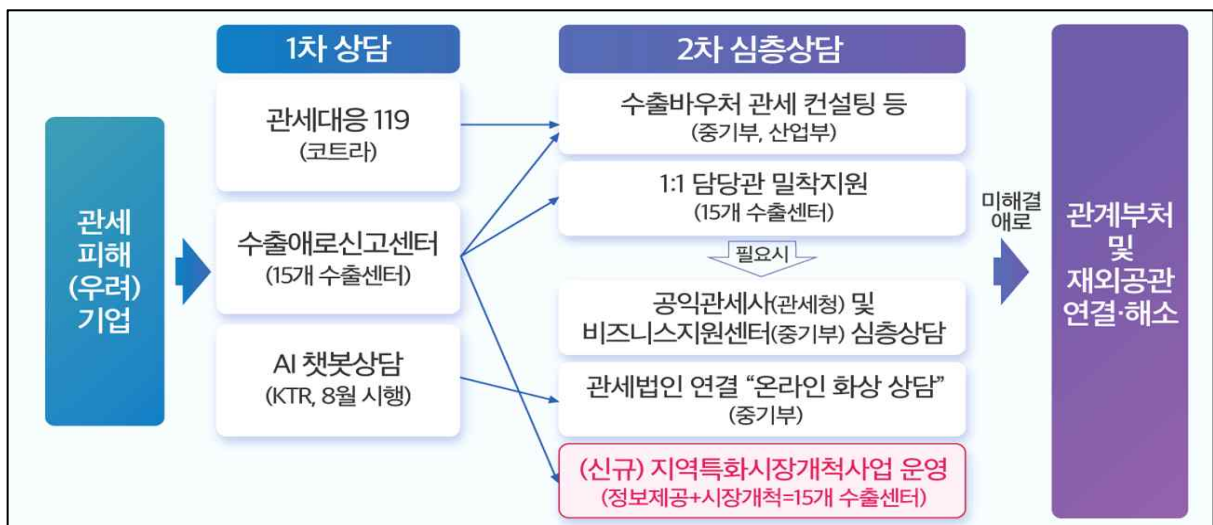 관세
피해
(우려)
기업
1차 상담
관세대응 119
(코트라)
수출애로신고센터
(15개 수출센터)
AI 챗봇상담
(KTR, 8월 시행)
2차 심층상담
수출바우처 관세 컨설팅 등
(중기부, 산업부)
1:1 담당관 밀착지원
(15개 수출센터)
필요시
공익관세사(관세청) 및
비즈니스지원센터(중기부) 심층상담
관세법인 연결 “온라인 화상 상담”
(중기부)
(신규) 지역특화시장개척사업 운영
(정보제공+시장개척=15개 수출센터)
미해결
애로
관계부처
및
재외공관
연결·해소